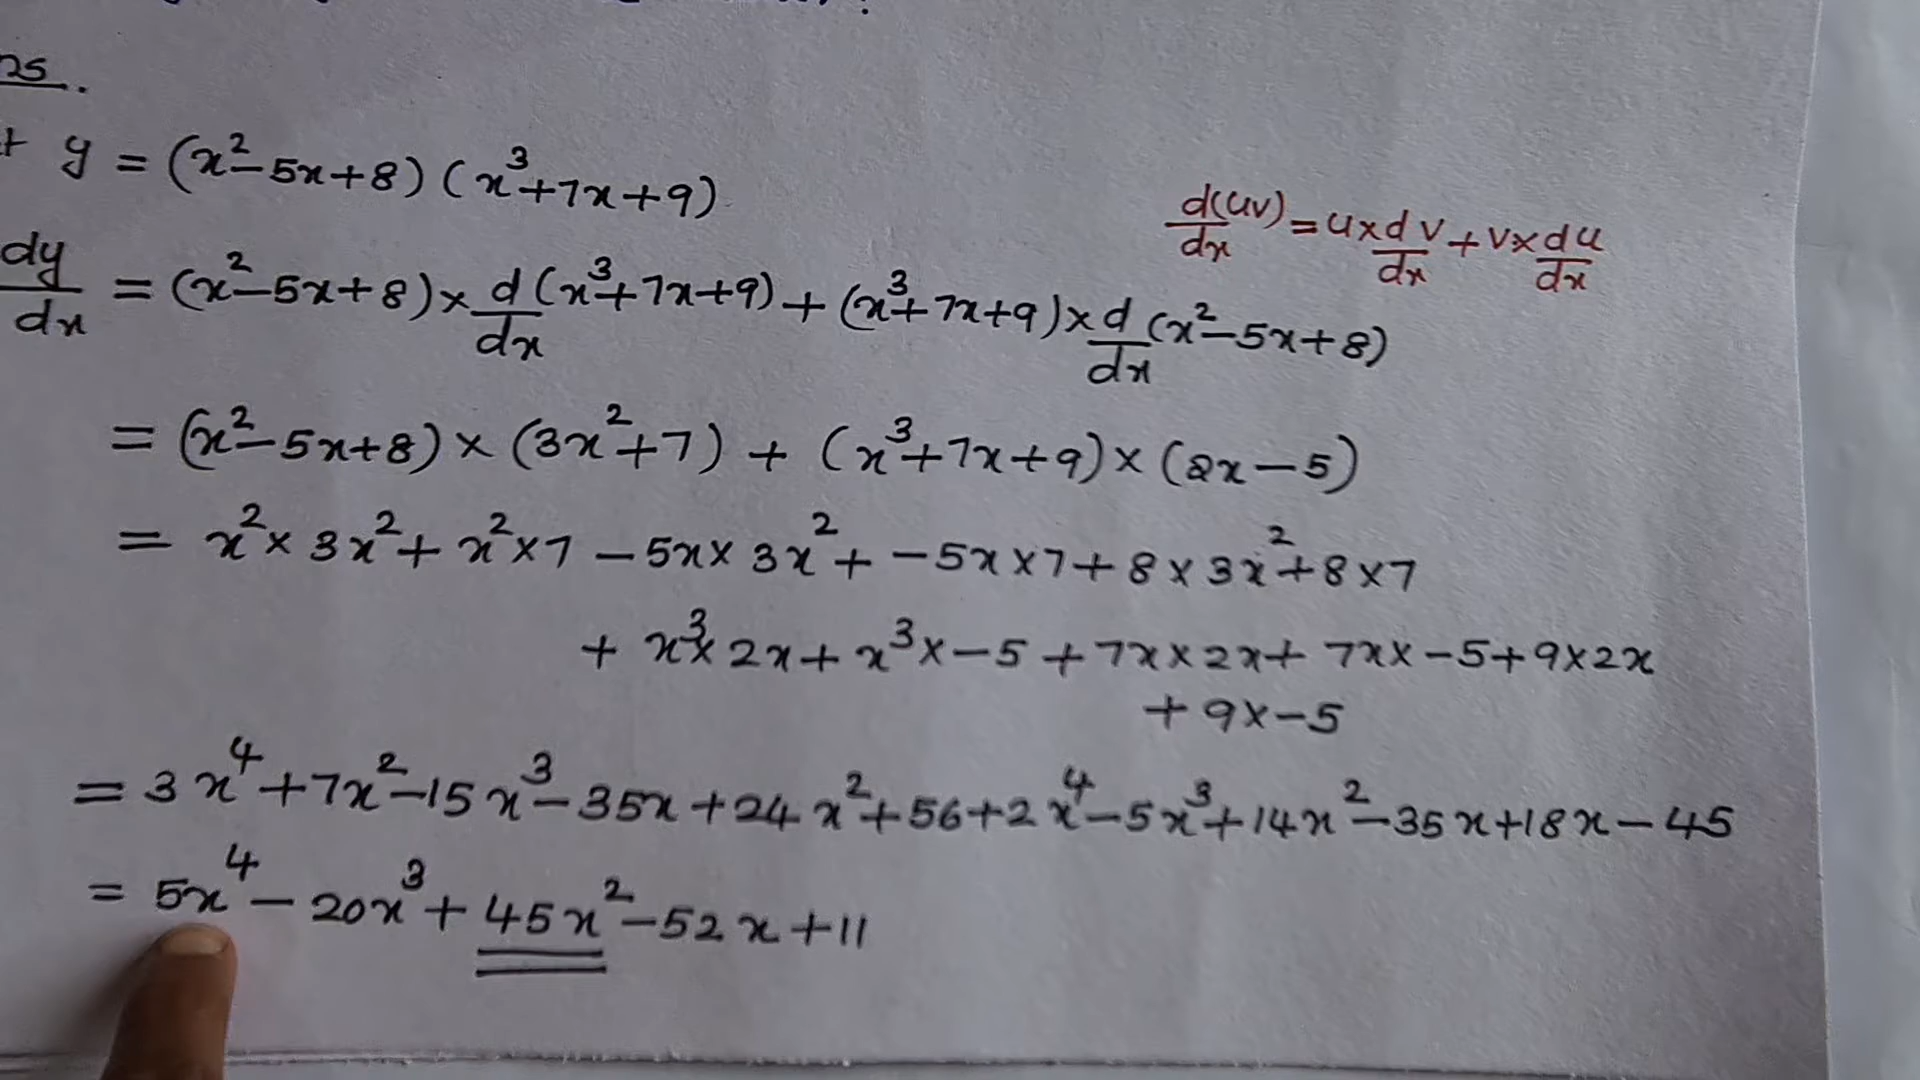 y = (x²-5x+8)(x³+7x+9)
d(uv)/dx = u×dv/dx + v×du/dx
dy/dx = (x²-5x+8)× d/dx (x³+7x+9) + (x³+7x+9)× d/dx (x²-5x+8)
= (x²-5x+8)×(3x²+7) + (x³+7x+9)×(2x-5)
= x²×3x²+x²×7 -5x×3x²+ -5x×7+8×3x²+8×7
+ x³×2x+x³×-5+7x×2x+7x×-5+9×2x
+9×-5
= 3x⁴+7x²-15x³-35x+24x²+56+2x⁴-5x³+14x²-35x+18x-45
= 5x⁴-20x³+45x²-52x+11